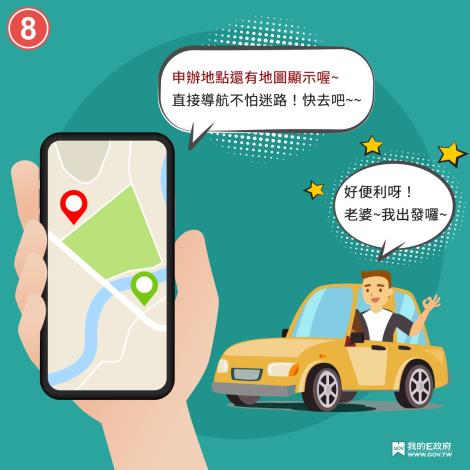 8
申辦地點還有地圖顯示喔~
直接導航不怕迷路！快去吧~~
好便利呀！
老婆~我出發囉~
GOV 我的E政府
WWW.GOV.TW